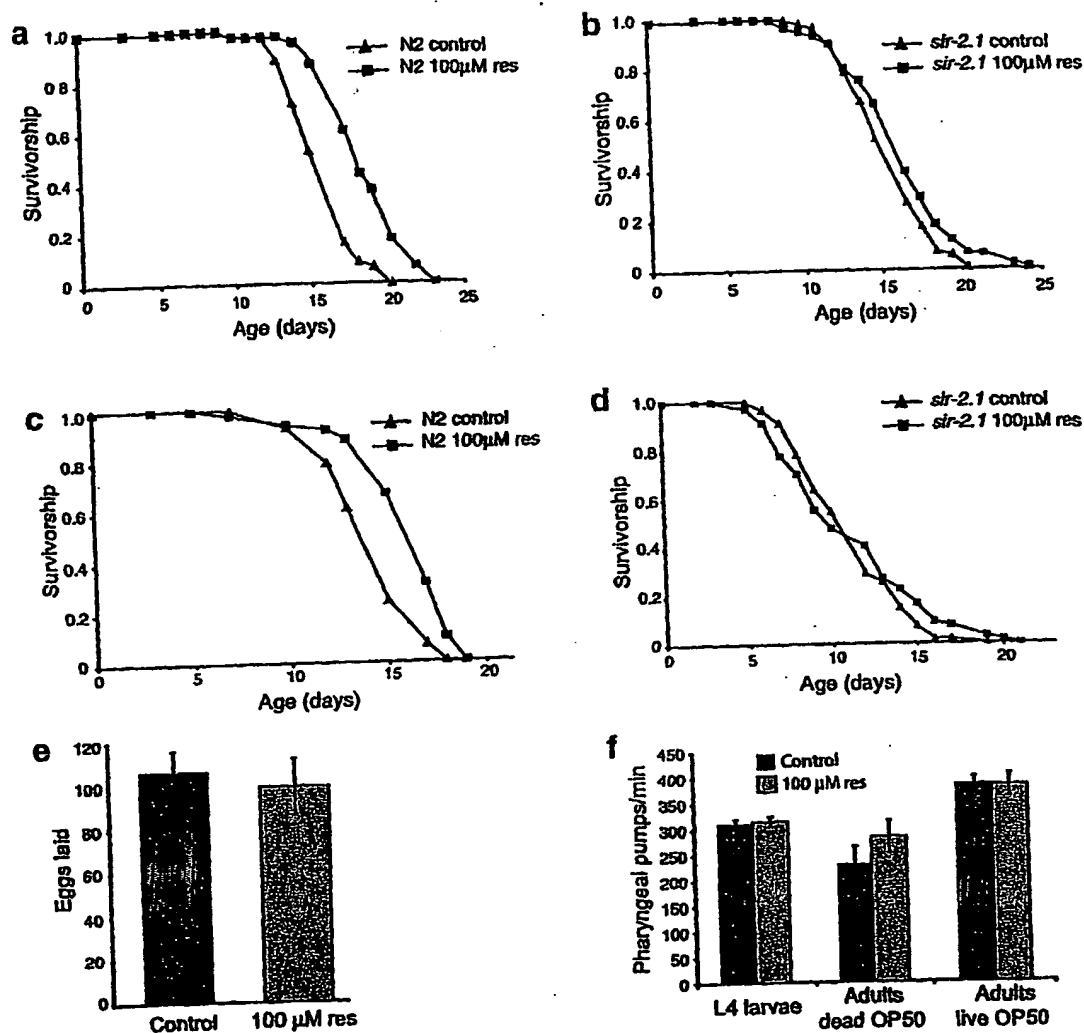 a
1.0
0.8
0.6
0.4
0.2
0
Survivorship
N2 control
N2 100µM res
0 5 10 15 20 25
Age (days)
b
1.0
0.8
0.6
0.4
0.2
0
Survivorship
sir-2.1 control
sir-2.1 100µM res
0 5 10 15 20 25
Age (days)
c
1.0
0.8
0.6
0.4
0.2
0
Survivorship
N2 control
N2 100µM res
0 5 10 15 20
Age (days)
d
1.0
0.8
0.6
0.4
0.2
0
Survivorship
sir-2.1 control
sir-2.1 100µM res
0 5 10 15 20
Age (days)
e
120
100
80
60
40
20
0
Eggs laid
Control 100 µM res
f
450
400
350
300
250
200
150
100
50
0
Pharyngeal pumps/min
Control
100 µM res
L4 larvae
Adults
dead OP50
Adults
live OP50